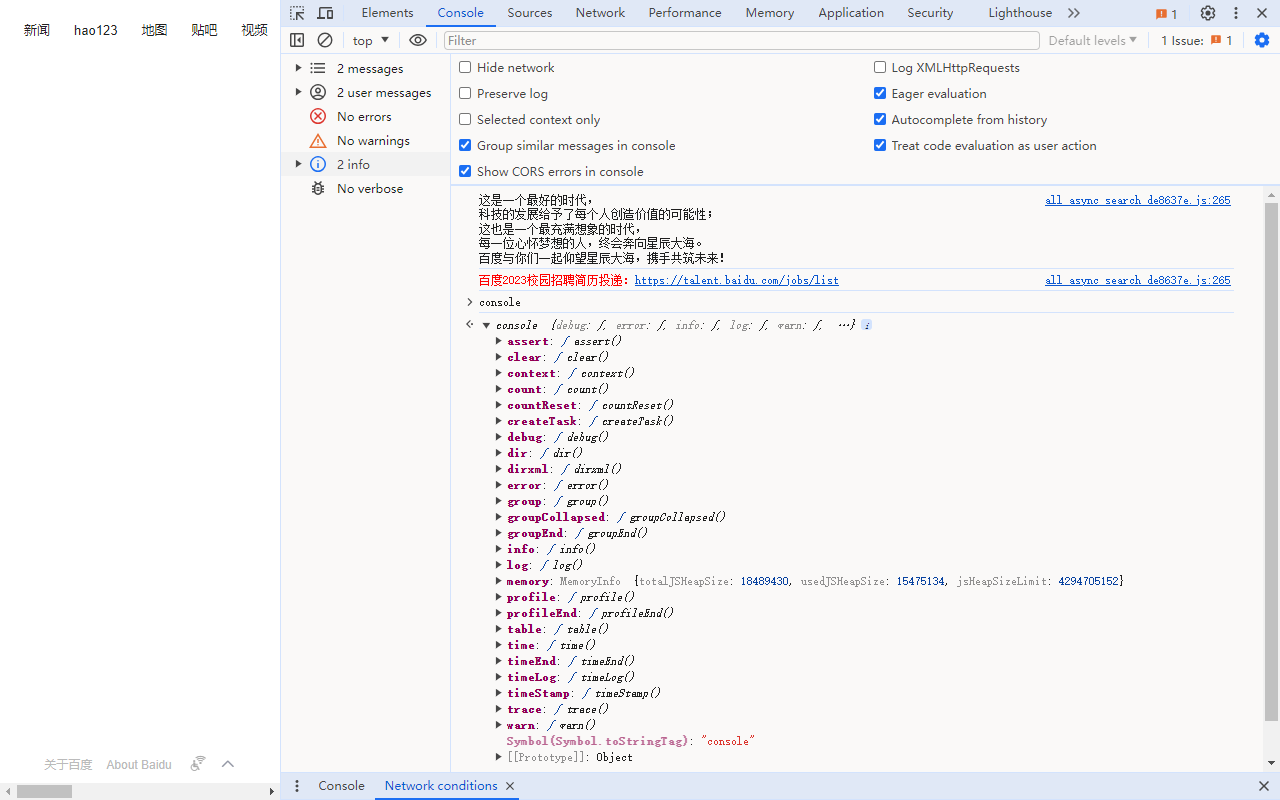 新闻 hao123 地图 贴吧 视频
Elements Console Sources Network Performance Memory Application Security Lighthouse 1
top Filter Default levels 1 Issue: 1
2 messages
2 user messages
No errors
No warnings
2 info
No verbose
Hide network Log XMLHttpRequests
Preserve log Eager evaluation
Selected context only Autocomplete from history
Group similar messages in console Treat code evaluation as user action
Show CORS errors in console
这是一个最好的时代, all_async_search_de8637e.js:265
科技的发展给予了每个人创造价值的可能性;
这也是一个最充满想象的时代,
每一位心怀梦想的人，终会奔向星辰大海。
百度与你们一起仰望星辰大海，携手共筑未来!
百度2023校园招聘简历投递：https://talent.baidu.com/jobs/list all_async_search_de8637e.js:265
console
console {debug: ƒ, error: ƒ, info: ƒ, log: ƒ, warn: ƒ, …} i
assert: ƒ assert()
clear: ƒ clear()
context: ƒ context()
count: ƒ count()
countReset: ƒ countReset()
createTask: ƒ createTask()
debug: ƒ debug()
dir: ƒ dir()
dirxml: ƒ dirxml()
error: ƒ error()
group: ƒ group()
groupCollapsed: ƒ groupCollapsed()
groupEnd: ƒ groupEnd()
info: ƒ info()
log: ƒ log()
memory: MemoryInfo {totalJSHeapSize: 18489430, usedJSHeapSize: 15475134, jsHeapSizeLimit: 4294705152}
profile: ƒ profile()
profileEnd: ƒ profileEnd()
table: ƒ table()
time: ƒ time()
timeEnd: ƒ timeEnd()
timeLog: ƒ timeLog()
timeStamp: ƒ timeStamp()
trace: ƒ trace()
warn: ƒ warn()
Symbol(Symbol.toStringTag): "console"
[[Prototype]]: Object
关于百度 About Baidu
Console Network conditions